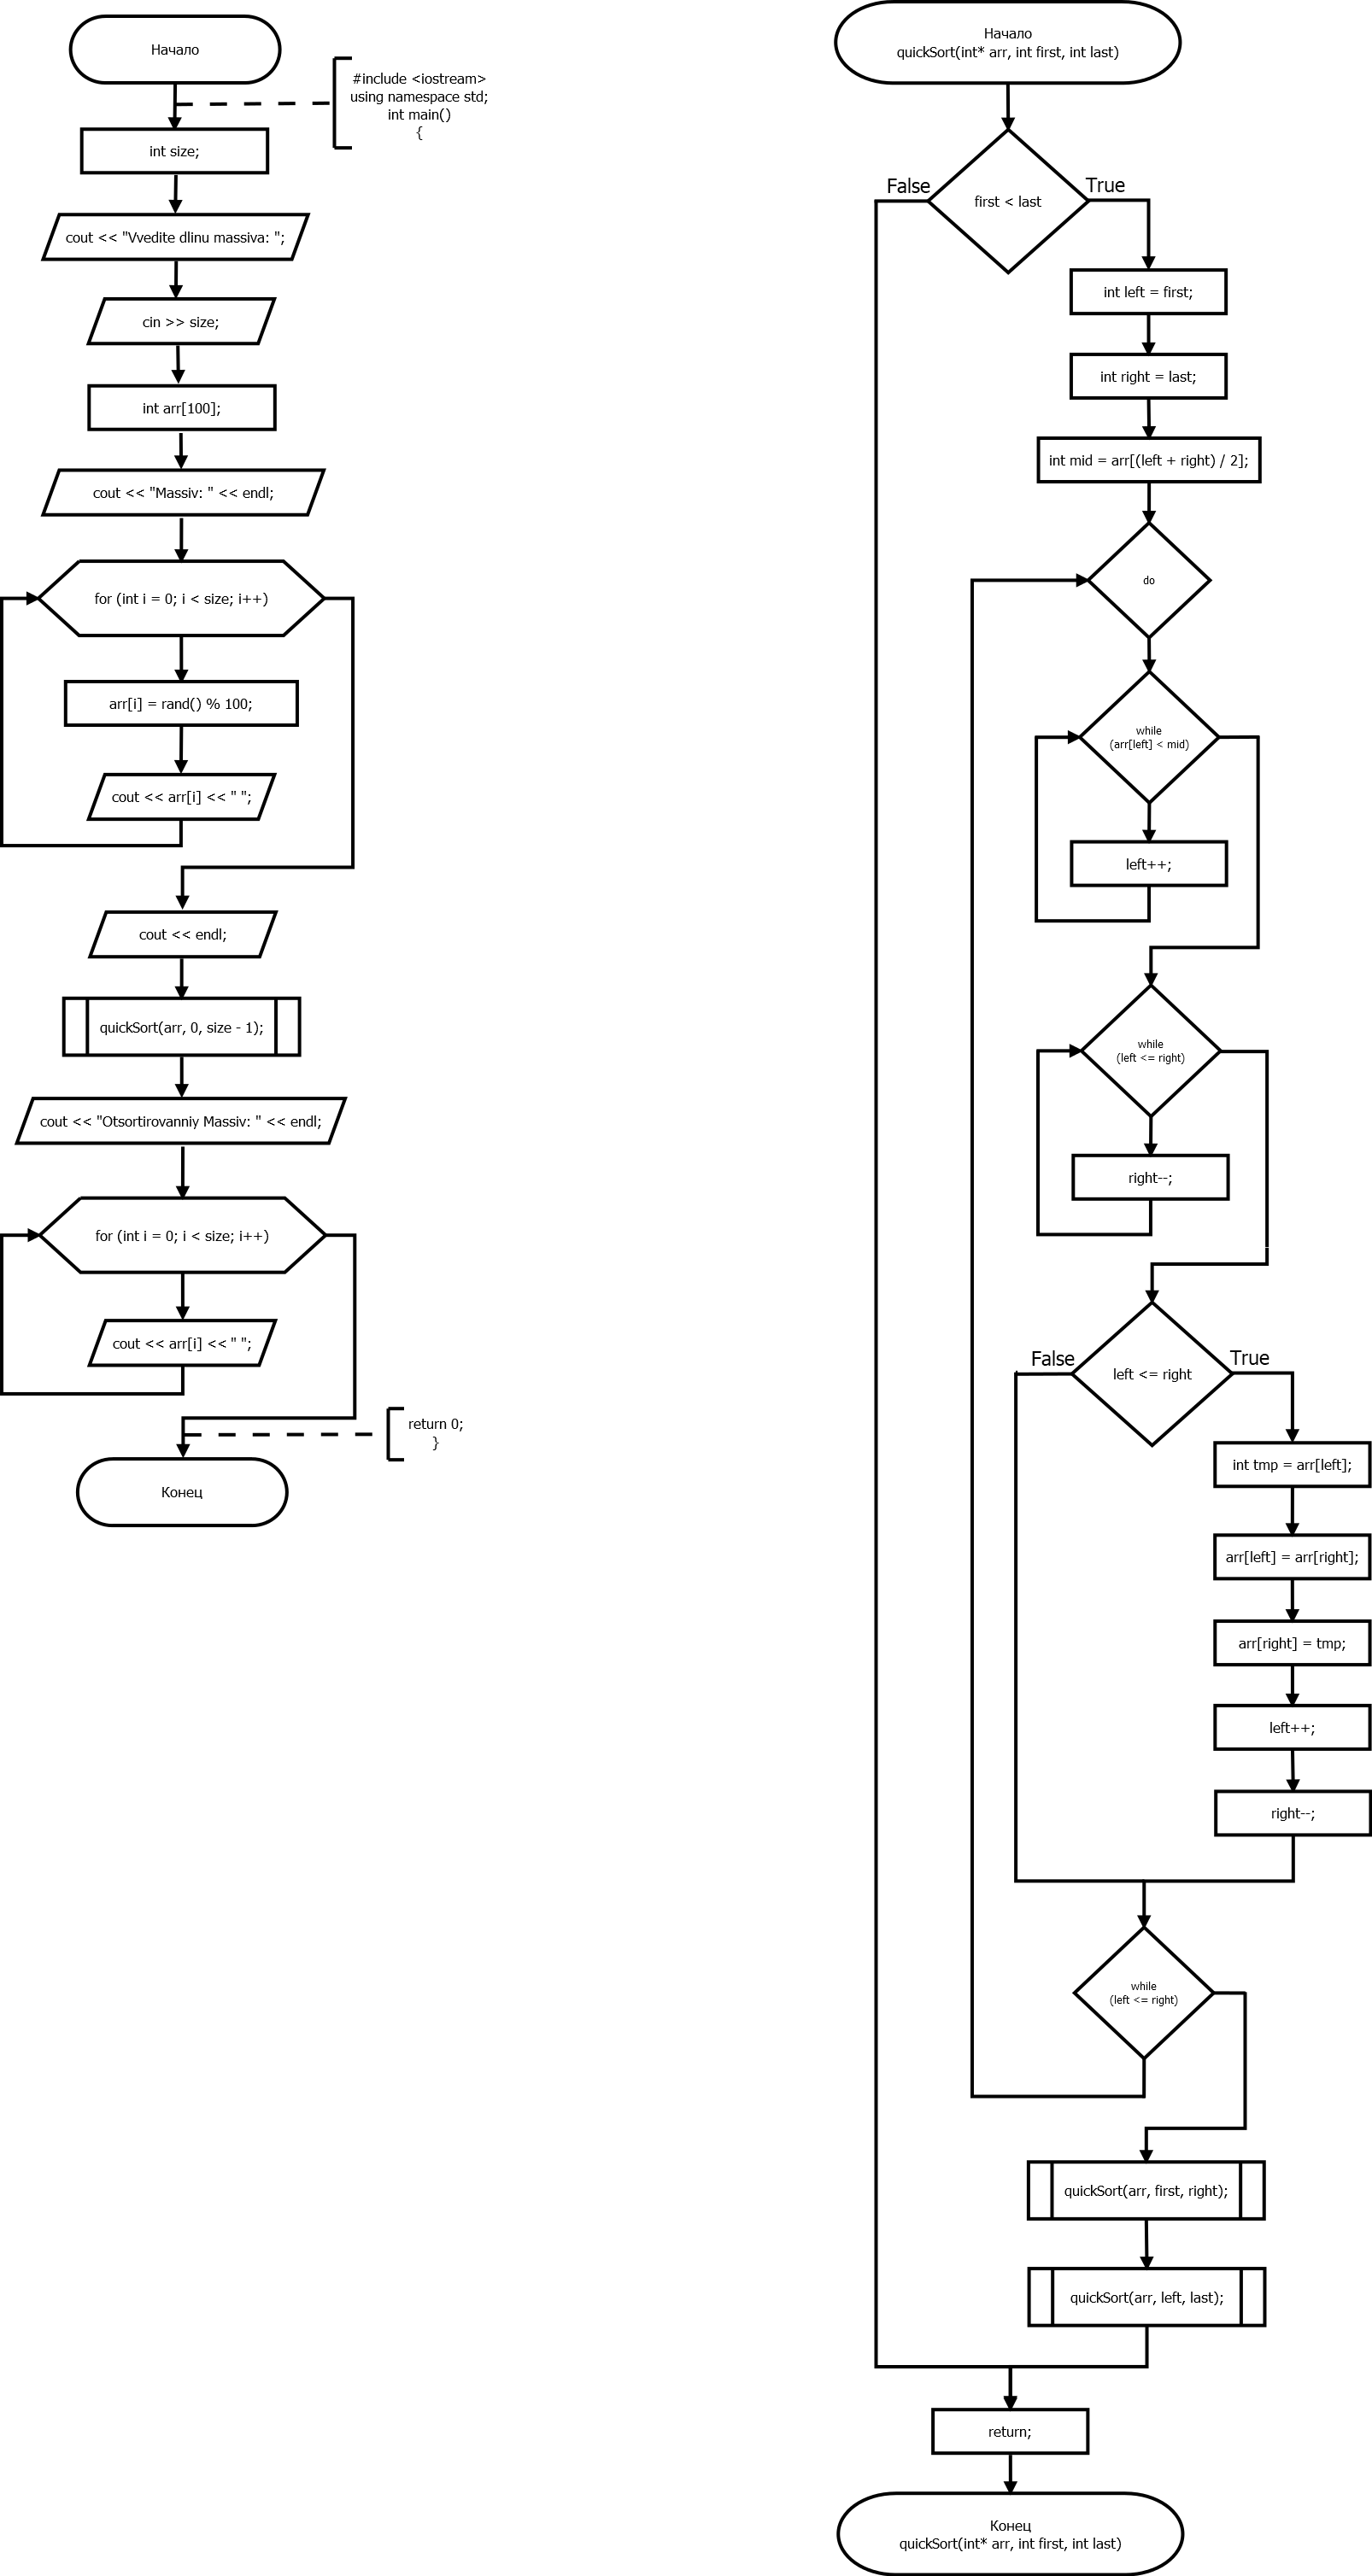 Начало
#include <iostream>
using namespace std;
int main()
{
int size;
cout << "Vvedite dlinu massiva: ";
cin >> size;
int arr[100];
cout << "Massiv: " << endl;
for (int i = 0; i < size; i++)
arr[i] = rand() % 100;
cout << arr[i] << " ";
cout << endl;
quickSort(arr, 0, size - 1);
cout << "Otsortirovanniy Massiv: " << endl;
for (int i = 0; i < size; i++)
cout << arr[i] << " ";
return 0;
}
Конец
Начало
quickSort(int* arr, int first, int last)
False
True
first < last
int left = first;
int right = last;
int mid = arr[(left + right) / 2];
do
while
(arr[left] < mid)
left++;
while
(left <= right)
right--;
False
True
left <= right
int tmp = arr[left];
arr[left] = arr[right];
arr[right] = tmp;
left++;
right--;
while
(left <= right)
quickSort(arr, first, right);
quickSort(arr, left, last);
return;
Конец
quickSort(int* arr, int first, int last)